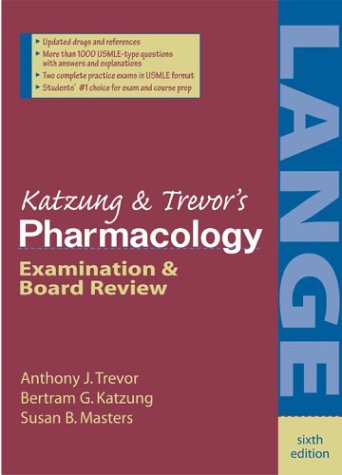 Updated drugs and references
More than 1000 USMLE-type questions
with answers and explanations
Two complete practice exams in USMLE format
Students' #1 choice for exam and course prep
LANGE
Katzung & Trevor's
Pharmacology
Examination &
Board Review
Anthony J. Trevor
Bertram G. Katzung
Susan B. Masters
sixth
edition